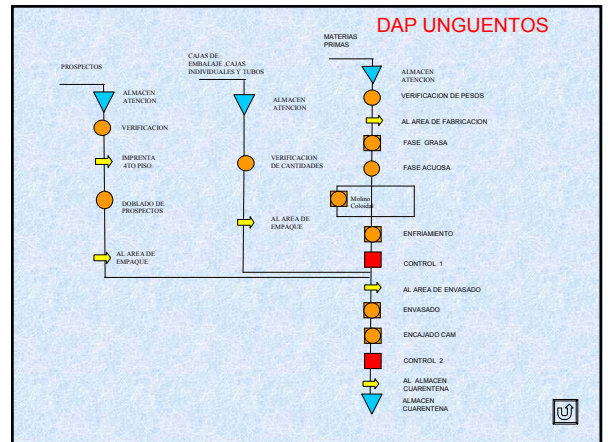 DAP UNGUENTOS
MATERIAS
PRIMAS
CAJAS DE
EMBALAJE ,CAJAS
INDIVIDUALES Y TUBOS
PROSPECTOS
ALMACEN
ATENCIÓN
VERIFICACION
IMPRENTA
4TO PISO
DOBLADO DE
PROSPECTOS
AL AREA DE
EMPAQUE
ALMACEN
ATENCIÓN
VERIFICACION
DE CANTIDADES
AL AREA DE
EMPAQUE
ALMACEN
ATENCION
VERIFICACION DE PESOS
AL AREA DE FABRICACION
FASE GRASA
FASE ACUOSA
Molino
Coloidal
ENFRIAMIENTO
CONTROL 1
AL AREA DE ENVASADO
ENVASADO
ENCAJADO CAM
CONTROL 2
AL ALMACEN
CUARENTENA
ALMACEN
CUARENTENA